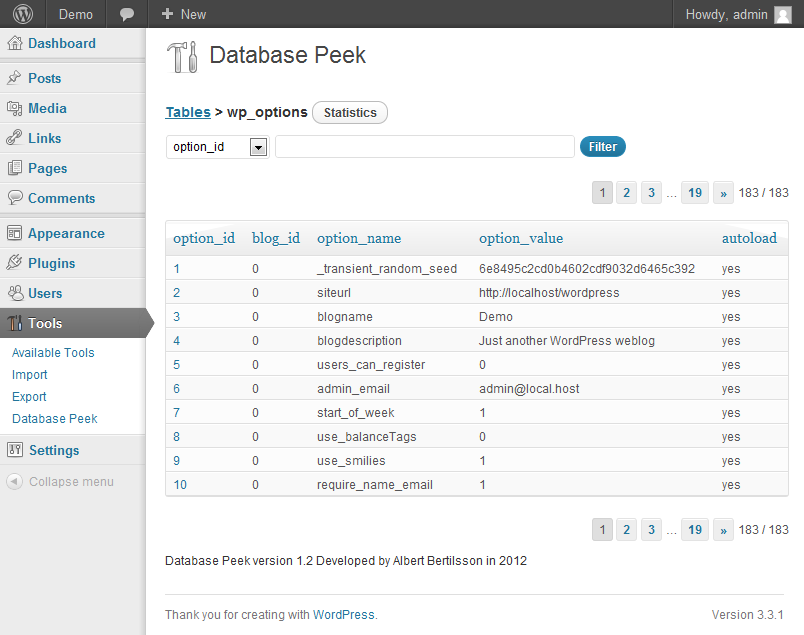 Demo + New Howdy, admin
Dashboard
Posts
Media
Links
Pages
Comments
Appearance
Plugins
Users
Tools
Available Tools
Import
Export
Database Peek
Settings
Collapse menu
Database Peek
Tables > wp_options Statistics
option_id Filter
1 2 3 ... 19 » 183 / 183
option_id blog_id option_name option_value autoload
1 0 _transient_random_seed 6e8495c2cd0b4602cdf9032d6465c392 yes
2 0 siteurl http://localhost/wordpress yes
3 0 blogname Demo yes
4 0 blogdescription Just another WordPress weblog yes
5 0 users_can_register 0 yes
6 0 admin_email admin@local.host yes
7 0 start_of_week 1 yes
8 0 use_balanceTags 0 yes
9 0 use_smilies 1 yes
10 0 require_name_email 1 yes
1 2 3 ... 19 » 183 / 183
Database Peek version 1.2 Developed by Albert Bertilsson in 2012
Thank you for creating with WordPress. Version 3.3.1